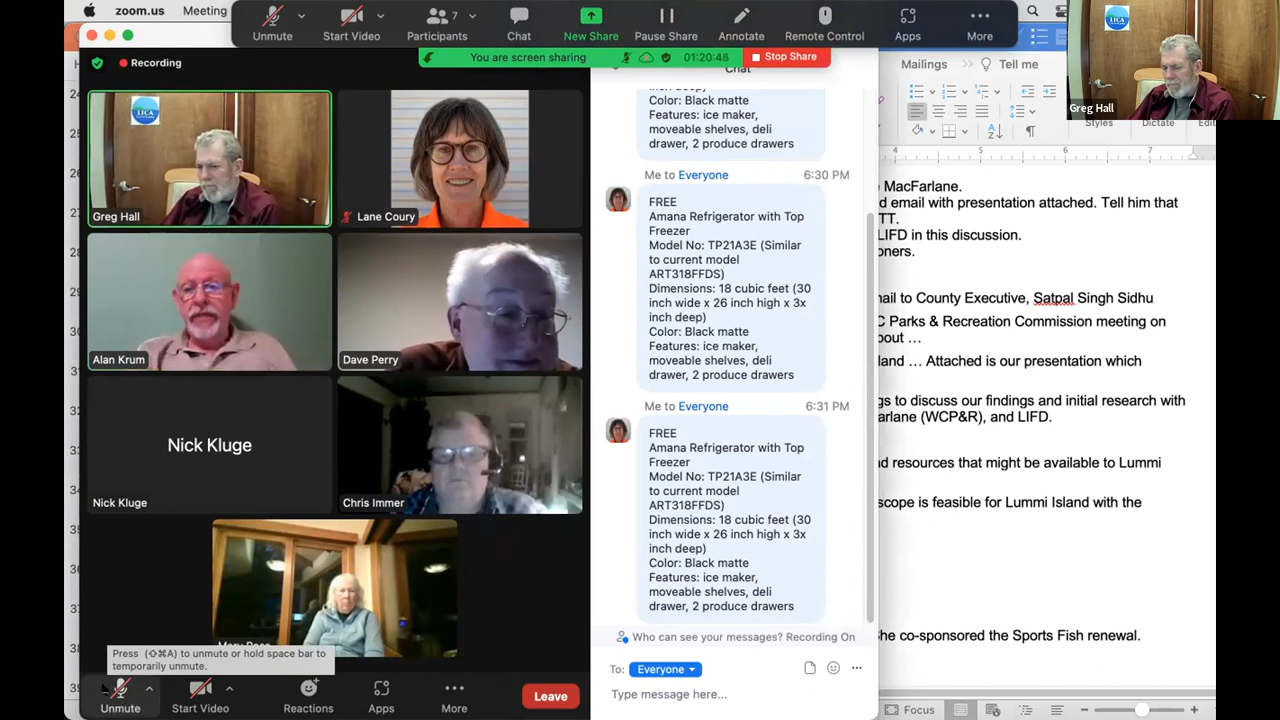 zoom.us Meeting
7
Unmute
Start Video
Participants
Chat
New Share
Pause Share
Annotate
Remote Control
Apps
More
You are screen sharing
01:20:46
Stop Share
Recording
LICA
Greg Hall
Lane Coury
Alan Krum
Dave Perry
Nick Kluge
Nick Kluge
Chris Immer
Press (⇧⌘A) to unmute or hold space bar to
temporarily unmute.
Unmute
Start Video
Reactions
Apps
More
Leave
Chat
inch deep)
Color: Black matte
Features: ice maker,
moveable shelves, deli
drawer, 2 produce drawers
Me to Everyone 6:30 PM
FREE
Amana Refrigerator with Top
Freezer
Model No: TP21A3E (Similar
to current model
ART318FFDS)
Dimensions: 18 cubic feet (30
inch wide x 26 inch high x 3x
inch deep)
Color: Black matte
Features: ice maker,
moveable shelves, deli
drawer, 2 produce drawers
Me to Everyone 6:31 PM
FREE
Amana Refrigerator with Top
Freezer
Model No: TP21A3E (Similar
to current model
ART318FFDS)
Dimensions: 18 cubic feet (30
inch wide x 26 inch high x 3x
inch deep)
Color: Black matte
Features: ice maker,
moveable shelves, deli
drawer, 2 produce drawers
Who can see your messages? Recording On
To: Everyone
Type message here...
LICA
Greg Hall
Mailings
Tell me
Styles
Dictate
4 5 6 7
MacFarlane.
d email with presentation attached. Tell him that
TT.
LIFD in this discussion.
oners.
nail to County Executive, Satpal Singh Sidhu
C Parks & Recreation Commission meeting on
bout …
land … Attached is our presentation which
gs to discuss our findings and initial research with
arlane (WCP&R), and LIFD.
nd resources that might be available to Lummi
scope is feasible for Lummi Island with the
She co-sponsored the Sports Fish renewal.
Focus